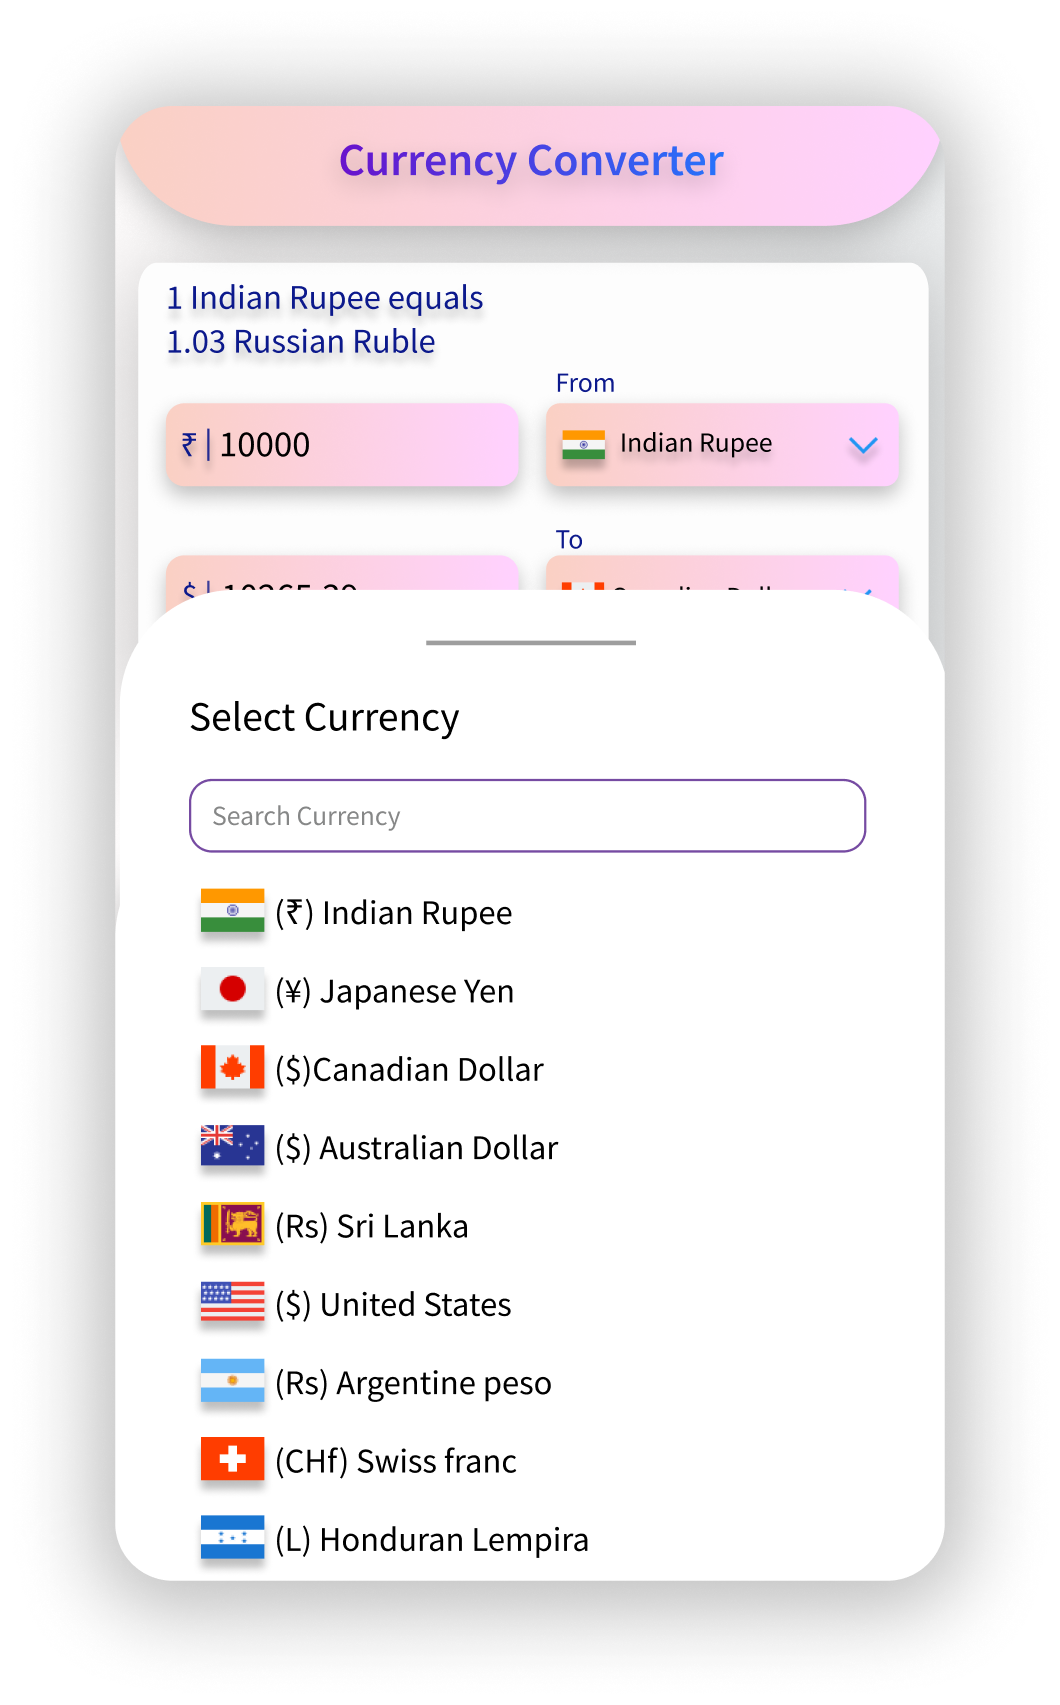 Currency Converter
1 Indian Rupee equals
1.03 Russian Ruble
From
₹ | 10000
Indian Rupee
To
$ |
Select Currency
Search Currency
(₹) Indian Rupee
(¥) Japanese Yen
($)Canadian Dollar
($) Australian Dollar
(Rs) Sri Lanka
($) United States
(Rs) Argentine peso
(CHf) Swiss franc
(L) Honduran Lempira